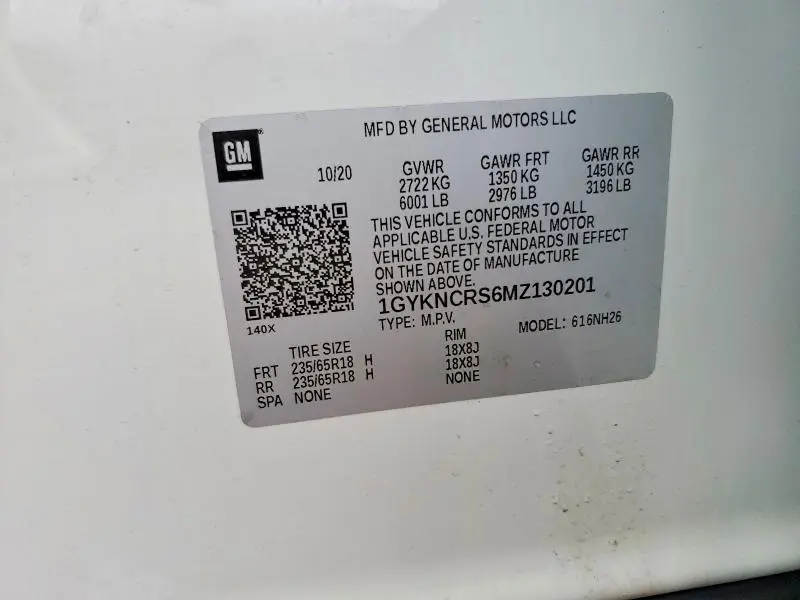 GM
MFD BY GENERAL MOTORS LLC
10/20
GVWR GAWR FRT GAWR RR
2722 KG 1350 KG 1450 KG
6001 LB 2976 LB 3196 LB
THIS VEHICLE CONFORMS TO ALL
APPLICABLE U.S. FEDERAL MOTOR
VEHICLE SAFETY STANDARDS IN EFFECT
ON THE DATE OF MANUFACTURE
SHOWN ABOVE.
1GYKNCRS6MZ130201
TYPE: M.P.V. MODEL: 616NH26
140X
TIRE SIZE RIM
FRT 235/65R18 H 18X8J
RR 235/65R18 H 18X8J
SPA NONE NONE